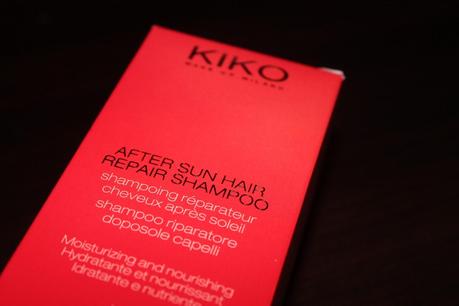 KIKO
MAKE UP MILANO
AFTER SUN HAIR
REPAIR SHAMPOO
shampoing réparateur
cheveux après soleil
shampoo riparatore
doposole capelli
Moisturizing and nourishing
Hydratante et nourrissant
Idratante e nutriente